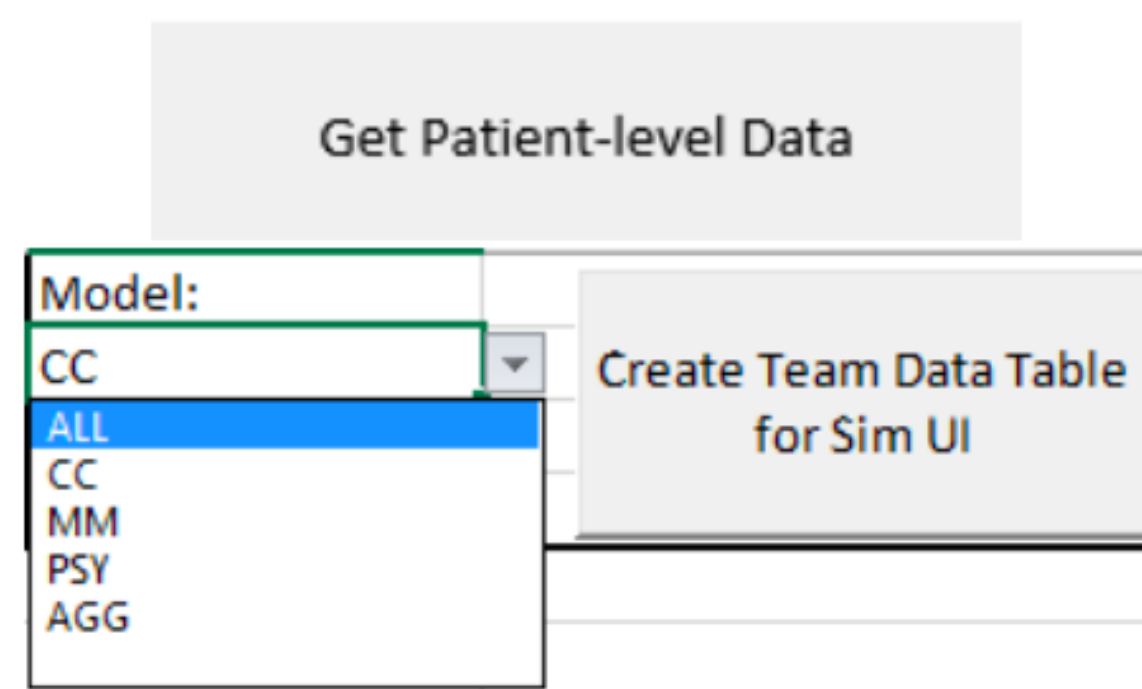 Get Patient-level Data
Model:
CC
ALL
CC
MM
PSY
AGG
Create Team Data Table
for Sim UI